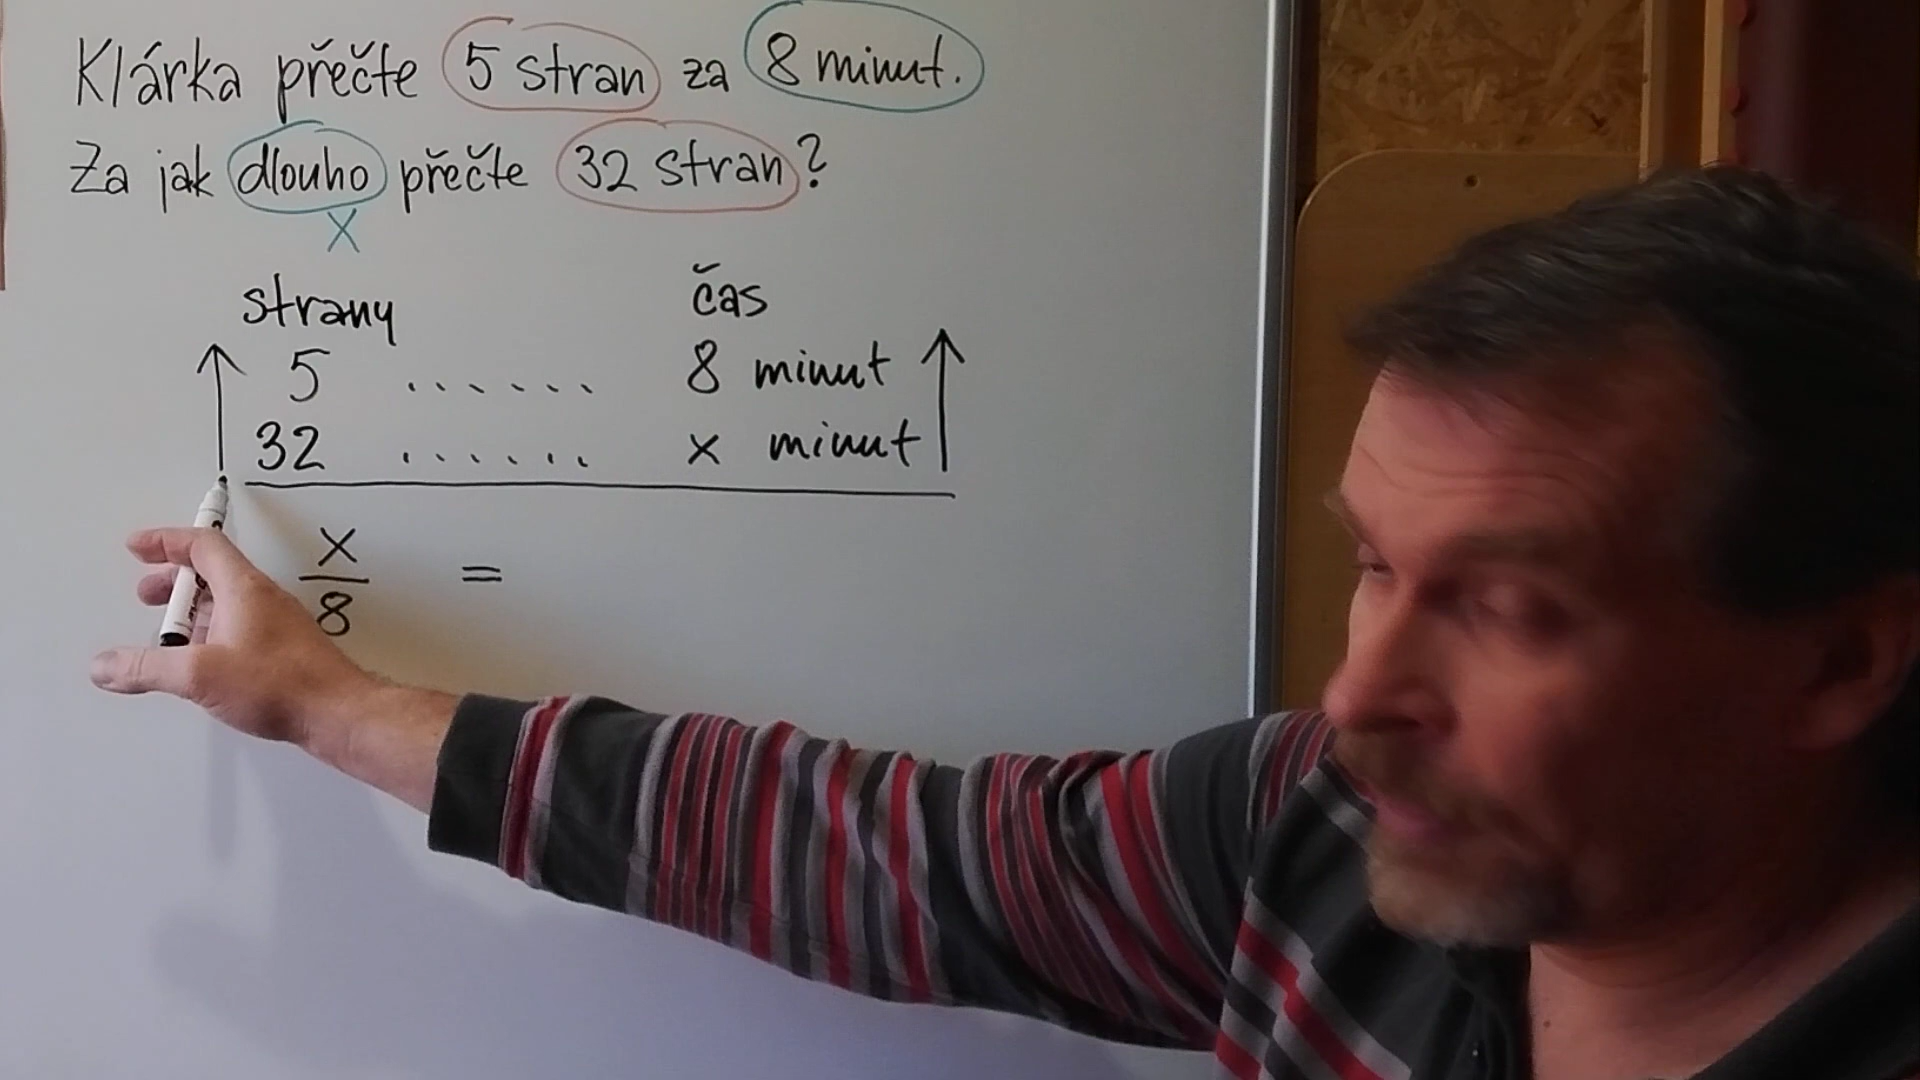 Klárka přečte 5 stran za 8 minut.
Za jak dlouho přečte 32 stran?
x
strany čas
5 ...... 8 minut
32 ...... x minut
x
8
=